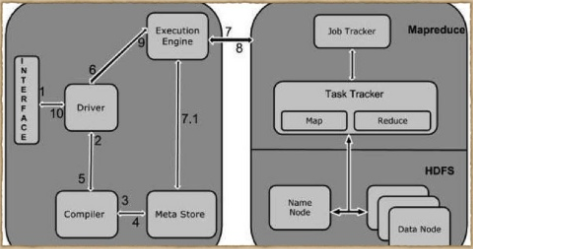 Execution
Engine
9
7
8
Job Tracker
Mapreduce
INTERFACE
1
10
6
Driver
2
7.1
Task Tracker
Map
Reduce
HDFS
5
Compiler
3
4
Meta Store
Name
Node
Data Node